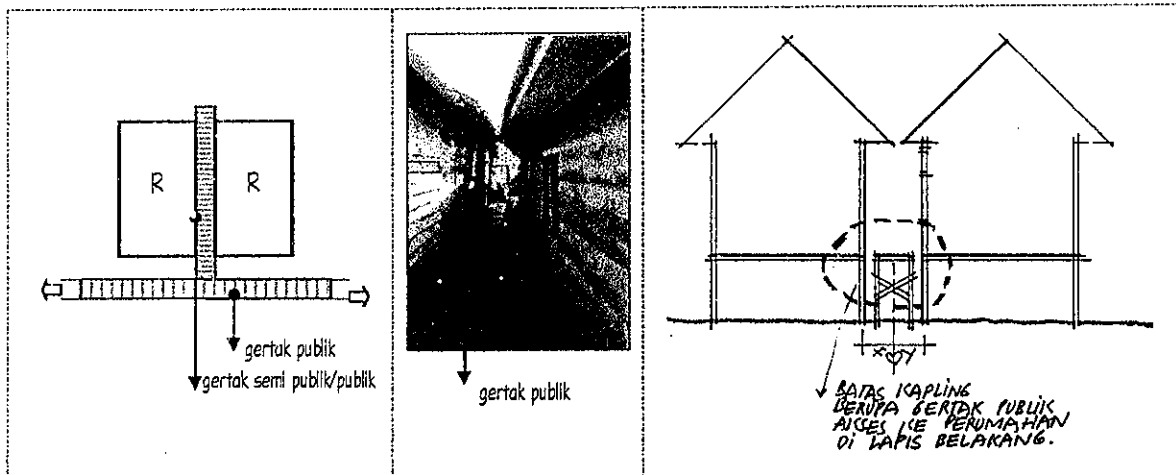 R
R
gertak publik
gertak semi publik/publik
gertak publik
x
y
BATAS KAPLING
BERUPA GERTAK PUBLIK
AKSES KE PERUMAHAN
DI LAPIS BELAKANG.